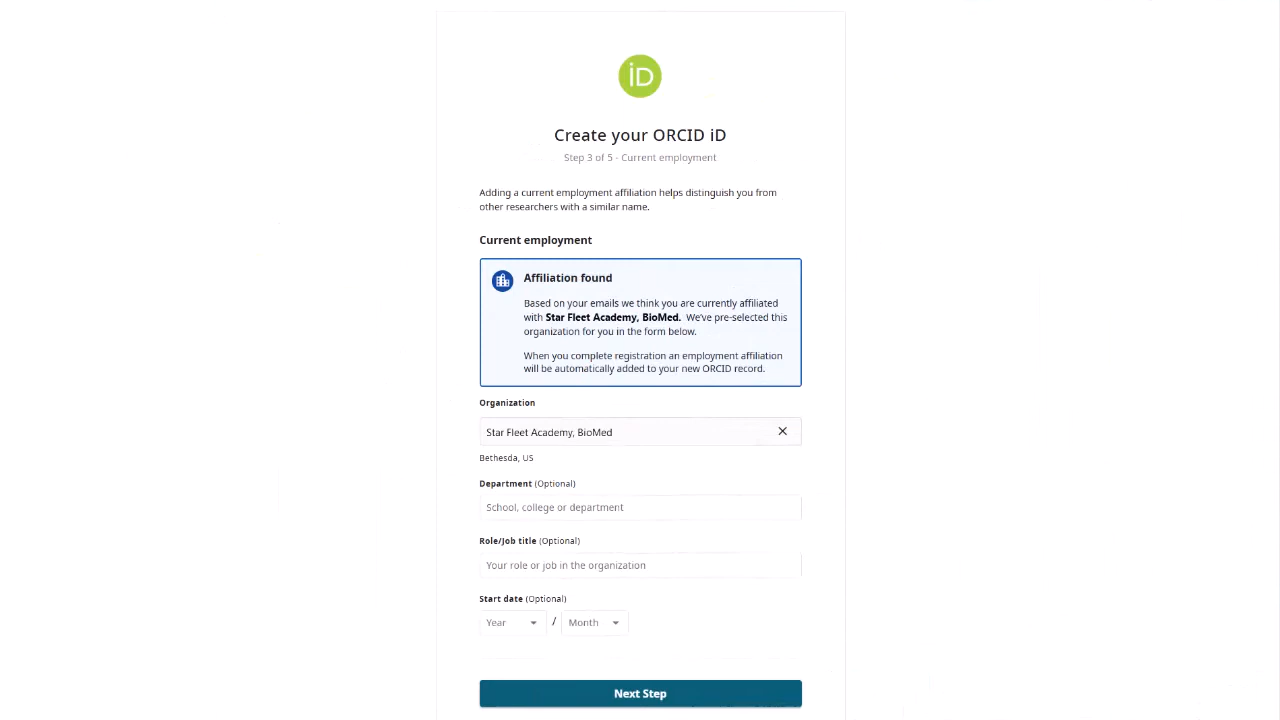 iD
Create your ORCID iD
Step 3 of 5 - Current employment
Adding a current employment affiliation helps distinguish you from
other researchers with a similar name.
Current employment
Affiliation found
Based on your emails we think you are currently affiliated
with Star Fleet Academy, BioMed. We've pre-selected this
organization for you in the form below.
When you complete registration an employment affiliation
will be automatically added to your new ORCID record.
Organization
Star Fleet Academy, BioMed
Bethesda, US
Department (Optional)
School, college or department
Role/Job title (Optional)
Your role or job in the organization
Start date (Optional)
Year / Month
Next Step